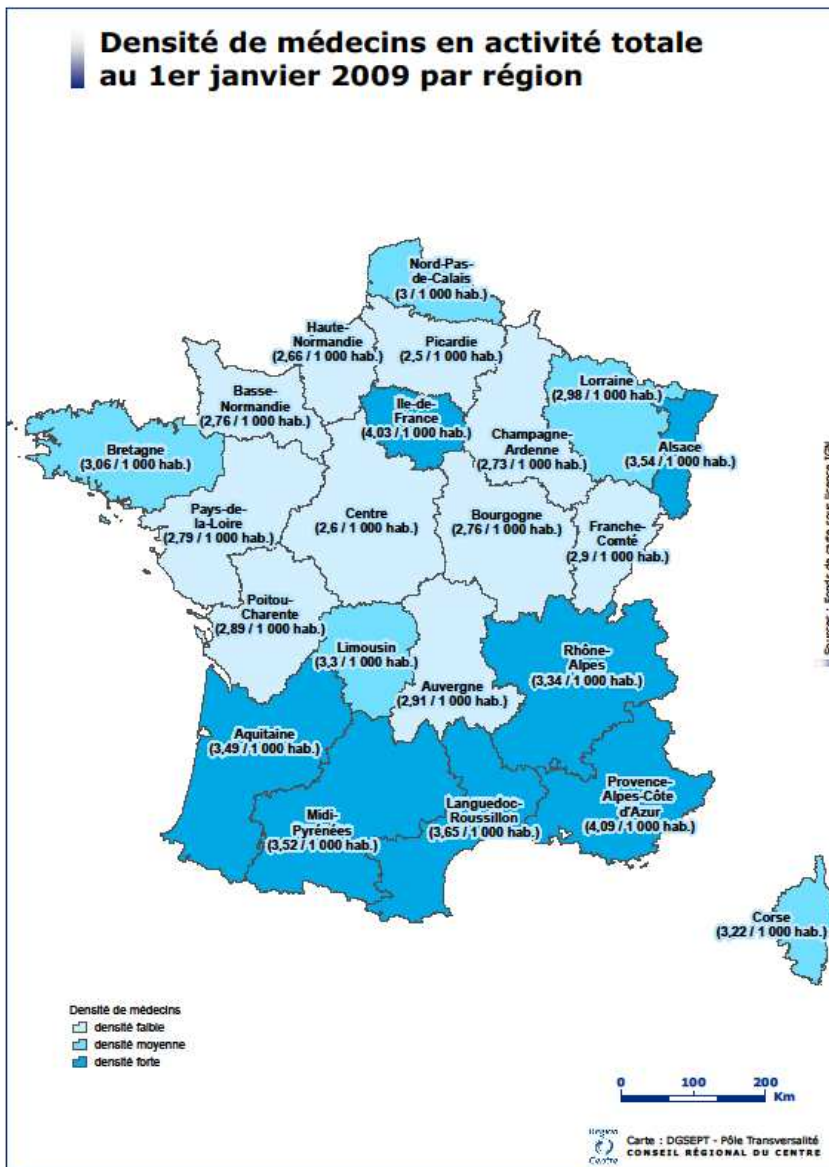 Densité de médecins en activité totale
au 1er janvier 2009 par région
Nord-Pas-
de-Calais
(3 / 1 000 hab.)
Haute-
Normandie
(2,66 / 1 000 hab.)
Picardie
(2,5 / 1 000 hab.)
Basse-
Normandie
(2,76 / 1 000 hab.)
Ile-de-
France
(4,03 / 1 000 hab.)
Lorraine
(2,98 / 1 000 hab.)
Champagne-
Ardenne
(2,73 / 1 000 hab.)
Alsace
(3,54 / 1 000 hab.)
Bretagne
(3,06 / 1 000 hab.)
Pays-de-
la-Loire
(2,79 / 1 000 hab.)
Centre
(2,6 / 1 000 hab.)
Bourgogne
(2,76 / 1 000 hab.)
Franche-
Comté
(2,9 / 1 000 hab.)
Poitou-
Charente
(2,89 / 1 000 hab.)
Limousin
(3,3 / 1 000 hab.)
Auvergne
(2,91 / 1 000 hab.)
Rhône-
Alpes
(3,34 / 1 000 hab.)
Aquitaine
(3,49 / 1 000 hab.)
Midi-
Pyrénées
(3,52 / 1 000 hab.)
Languedoc-
Roussillon
(3,65 / 1 000 hab.)
Provence-
Alpes-Côte
d'Azur
(4,09 / 1 000 hab.)
Corse
(3,22 / 1 000 hab.)
Densité de médecins
densité faible
densité moyenne
densité forte
0 100 200
Km
Région
Centre
Carte : DGSEPT - Pôle Transversalité
CONSEIL RÉGIONAL DU CENTRE